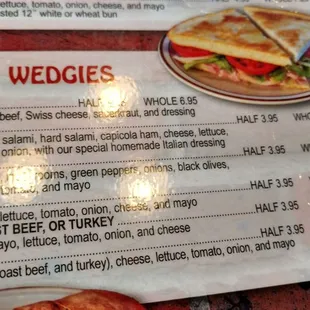 lettuce, tomato, onion, cheese, and mayo
sted 12" white or wheat bun
WEDGIES
HALF WHOLE 6.95
beef, Swiss cheese, sauerkraut, and dressing
HALF 3.95
salami, hard salami, capicola ham, cheese, lettuce,
onion, with our special homemade Italian dressing
HALF 3.95
green peppers, onions, black olives,
and mayo
HALF 3.95
lettuce, tomato, onion, cheese, and mayo
ST BEEF, OR TURKEY
HALF 3.95
ayo, lettuce, tomato, onion, and cheese
HALF 3.95
oast beef, and turkey), cheese, lettuce, tomato, onion, and mayo